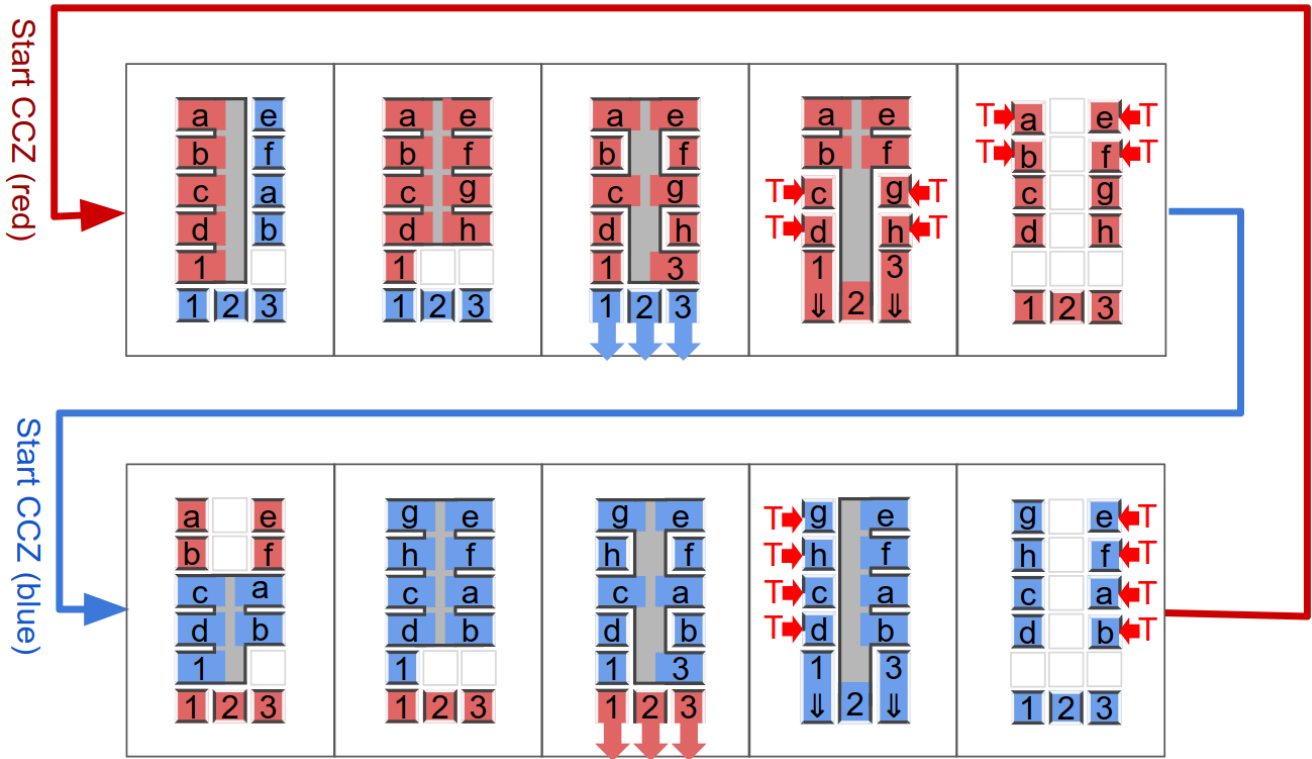 Start CCZ (red)
a e a e a e a e T a e T
b f b f b f b f T b f T
c a c g c g T c g T c g
d b d h d h T d h T d h
1 1 1 3 1 3
1 2 3 1 2 3 1 2 3 ⇓ 2 ⇓ 1 2 3
Start CCZ (blue)
a e g e g e T g e g e T
b f h f h f T h f h f T
c a c a c a T c a c a T
d b d b d b T d b d b T
1 1 1 3 1 3
1 2 3 1 2 3 1 2 3 ⇓ 2 ⇓ 1 2 3